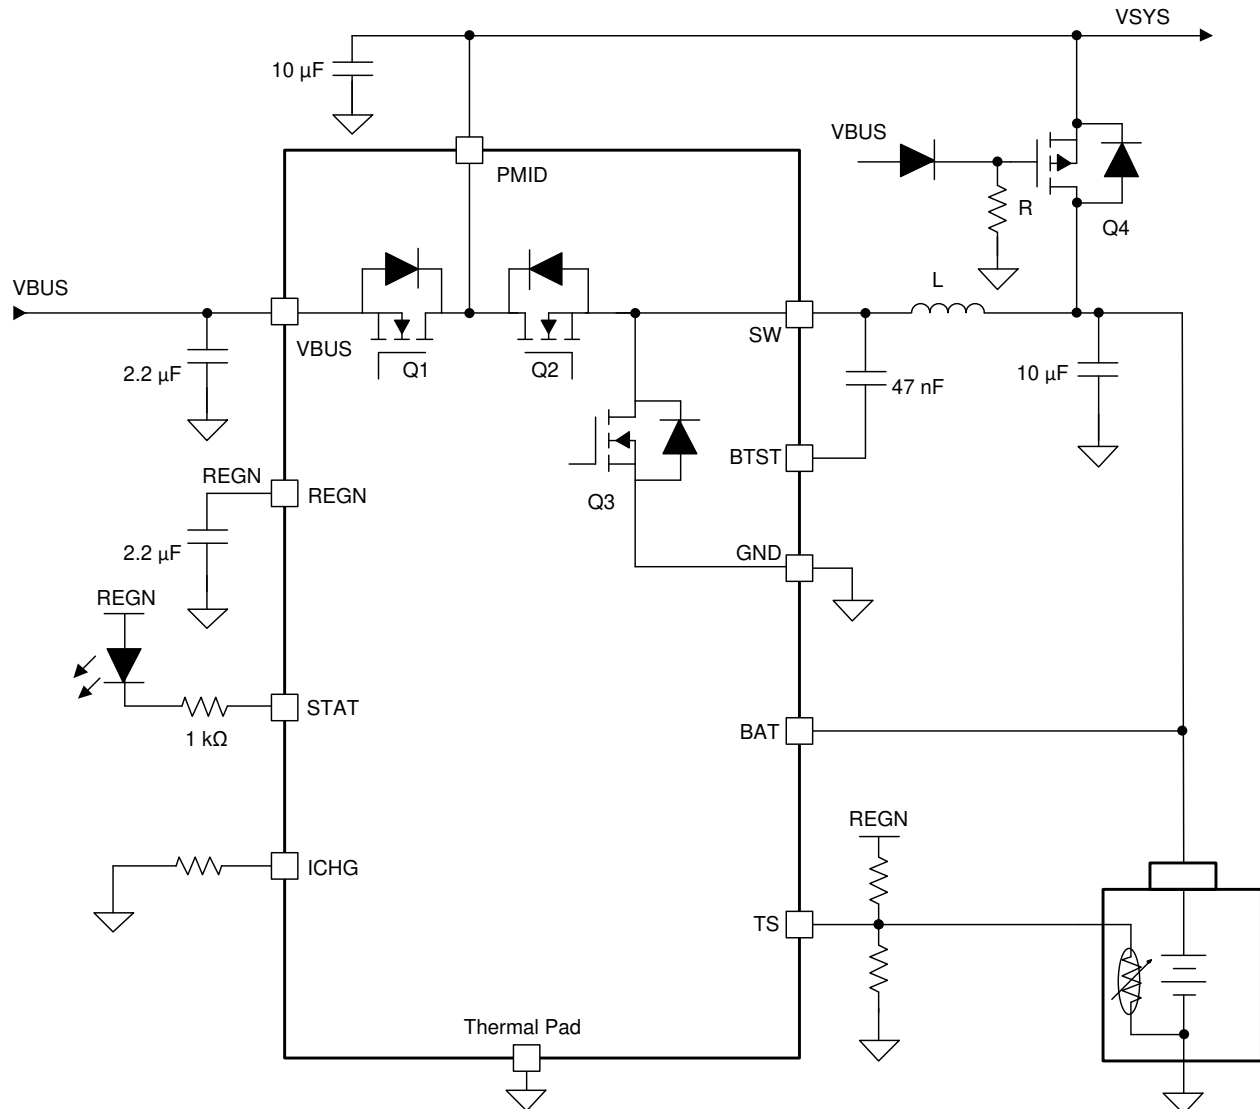 VSYS
10 µF
VBUS
PMID
R
Q4
VBUS
L
SW
VBUS
Q1
Q2
2.2 µF
10 µF
47 nF
BTST
REGN
REGN
Q3
2.2 µF
GND
REGN
STAT
1 kΩ
BAT
REGN
ICHG
TS
Thermal Pad